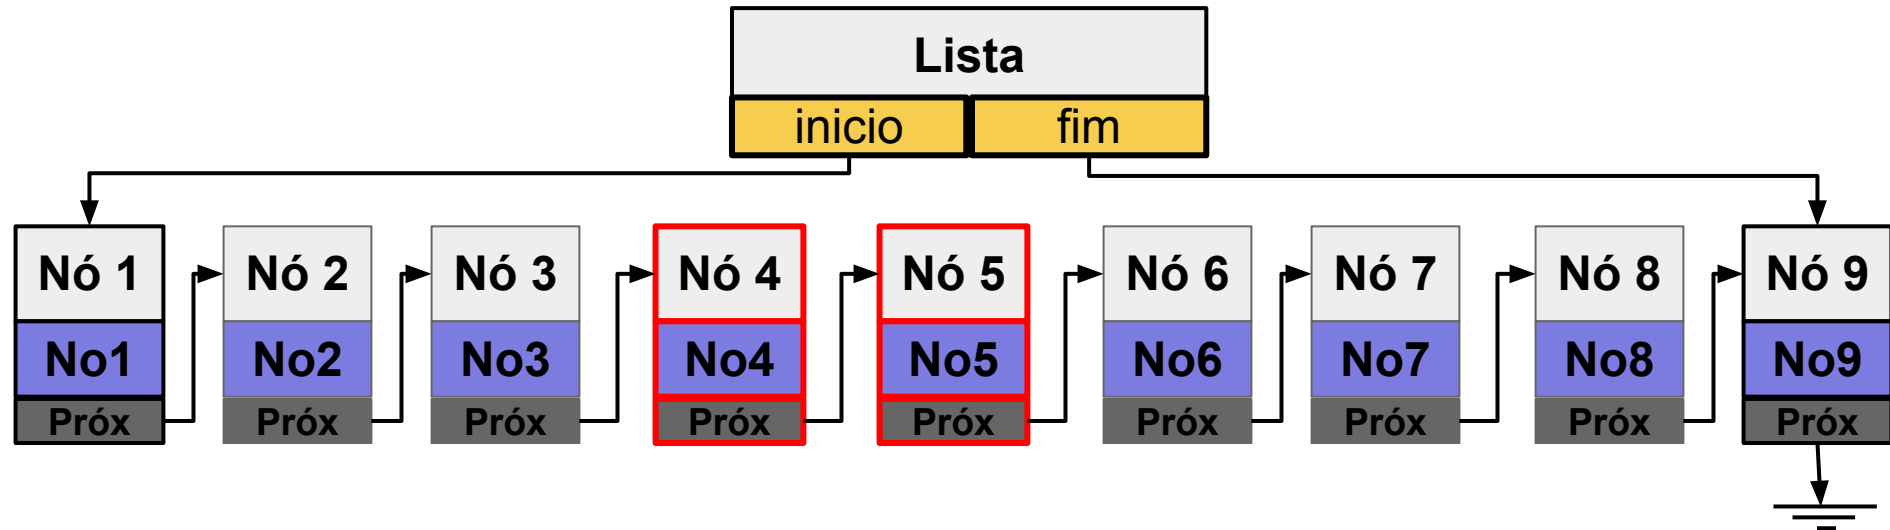 Lista
inicio fim
Nó 1 Nó 2 Nó 3 Nó 4 Nó 5 Nó 6 Nó 7 Nó 8 Nó 9
No1 No2 No3 No4 No5 No6 No7 No8 No9
Próx Próx Próx Próx Próx Próx Próx Próx Próx